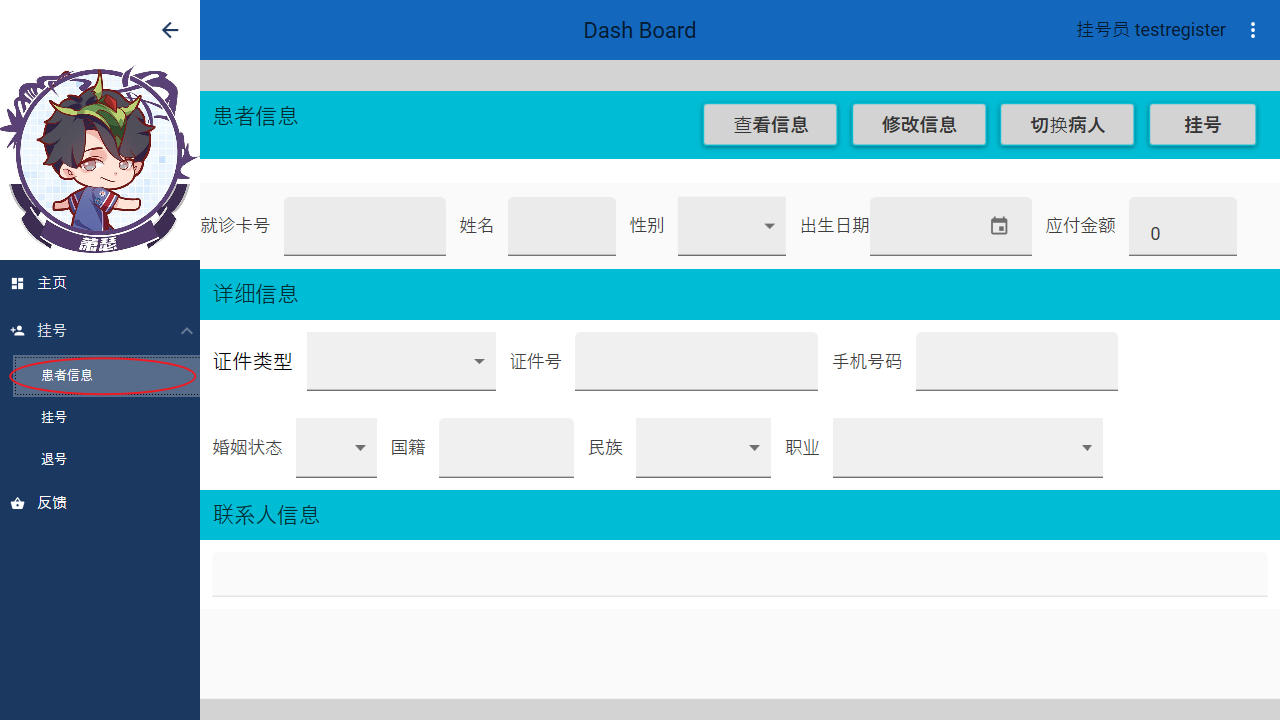 Dash Board
挂号员 testregister
萧瑟
主页
挂号
患者信息
挂号
退号
反馈
患者信息
查看信息
修改信息
切换病人
挂号
就诊卡号
姓名
性别
出生日期
应付金额
0
详细信息
证件类型
证件号
手机号码
婚姻状态
国籍
民族
职业
联系人信息